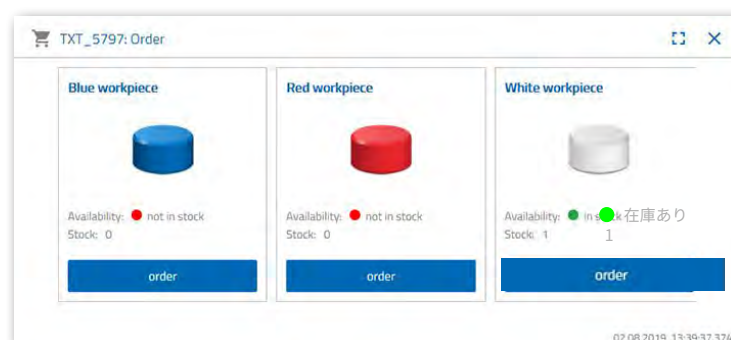 TXT_5797: Order
Blue workpiece
Availability: not in stock
Stock: 0
order
Red workpiece
Availability: not in stock
Stock: 0
order
White workpiece
Availability: in stock 在庫あり
Stock: 1 1
order
02.08.2019 13:39:37.374